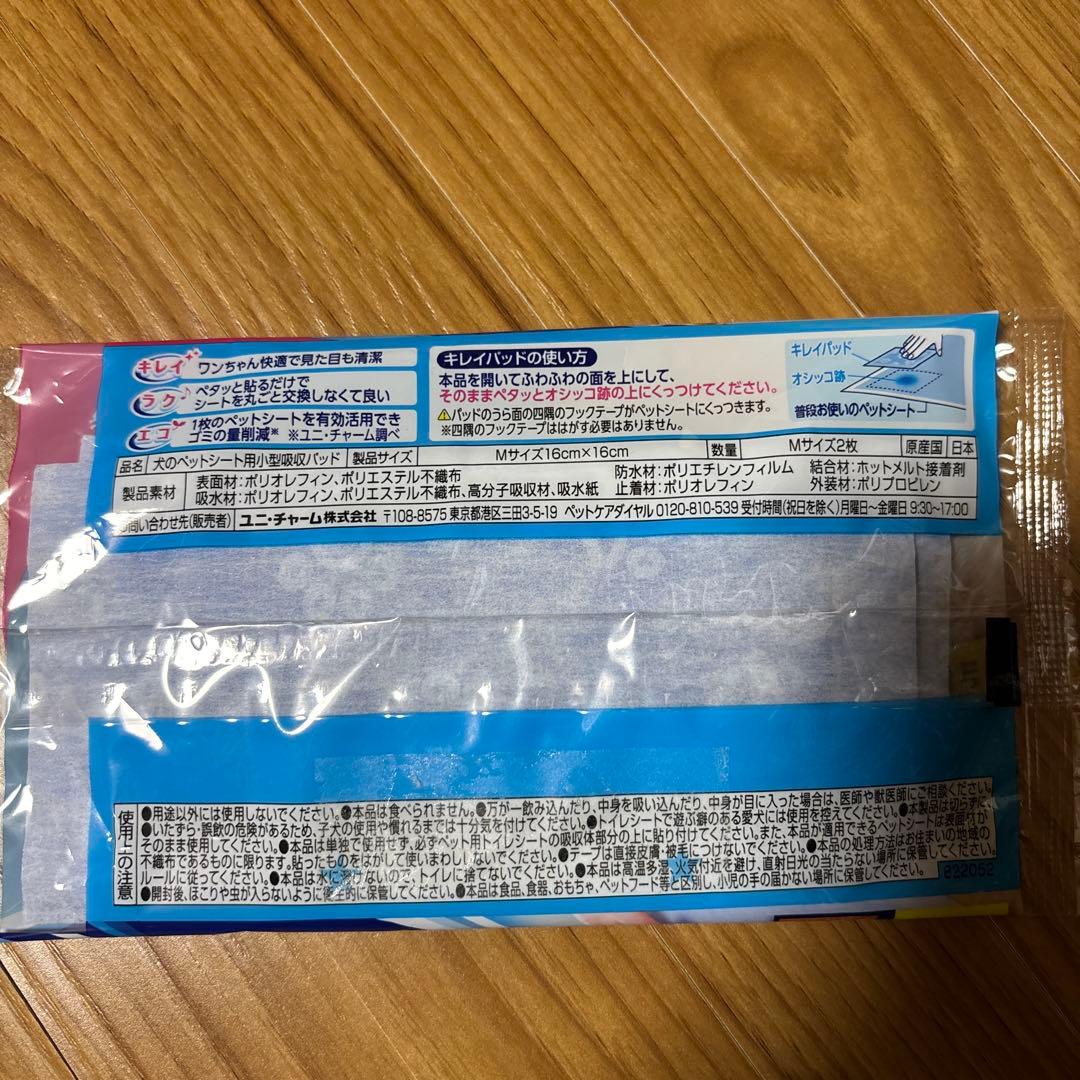 キレイ ワンちゃん快適で見た目も清潔
ラク♪ ペタッと貼るだけで
シートを丸ごと交換しなくて良い
エコ 1枚のペットシートを有効活用でき
ゴミの量削減※ ※ユニ・チャーム調べ
キレイパッドの使い方
本品を開いてふわふわの面を上にして、
そのままペタッとオシッコ跡の上にくっつけてください。
⚠パッドのうら面の四隅のフックテープがペットシートにくっつきます。
※四隅のフックテープははがす必要はありません。
キレイパッド
オシッコ跡
普段お使いのペットシート
品名 犬のペットシート用小型吸収パッド 製品サイズ Mサイズ16cm×16cm 数量 Mサイズ2枚 原産国 日本
製品素材 表面材:ポリオレフィン、ポリエステル不織布 防水材:ポリエチレンフィルム 結合材:ホットメルト接着剤
吸水材:ポリオレフィン、ポリエステル不織布、高分子吸収材、吸水紙 止着材:ポリオレフィン 外装材:ポリプロピレン
お問い合わせ先(販売者) ユニ・チャーム株式会社 〒108-8575 東京都港区三田3-5-19 ペットケアダイヤル 0120-810-539 受付時間(祝日を除く)月曜日〜金曜日 9:30〜17:00
使用上の注意
●用途以外には使用しないでください。●本品は食べられません。●万が一飲み込んだり、中身を吸い込んだり、中身が目に入った場合は、医師や獣医師にご相談ください。
●いたずら・誤飲の危険があるため、子犬の使用や慣れるまでは十分気を付けてください。●トイレシートで遊ぶ癖のある愛犬には使用を控えてください。●本製品は切らずに、
そのまま使用してください。●本品は単独で使用せず、必ずペット用トイレシートの吸収体部分の上に貼り付けてください。また、本品が適用できるペットシートは表面材が
不織布であるものに限ります。貼ったものをはがして使いまわしないでください。●テープは直接皮膚・被毛につけないでください。●本品の処理方法はお住まいの地域の
ルールに従ってください。●本品は水に溶けないので、トイレに捨てないでください。●本品は高温多湿、火気付近を避け、直射日光の当たらない場所に保管してください。
●開封後、ほこりや虫が入らないように衛生的に保管してください。●本品は食品、食器、おもちゃ、ペットフード等と区別し、小児の手の届かない場所に保管してください。 822052